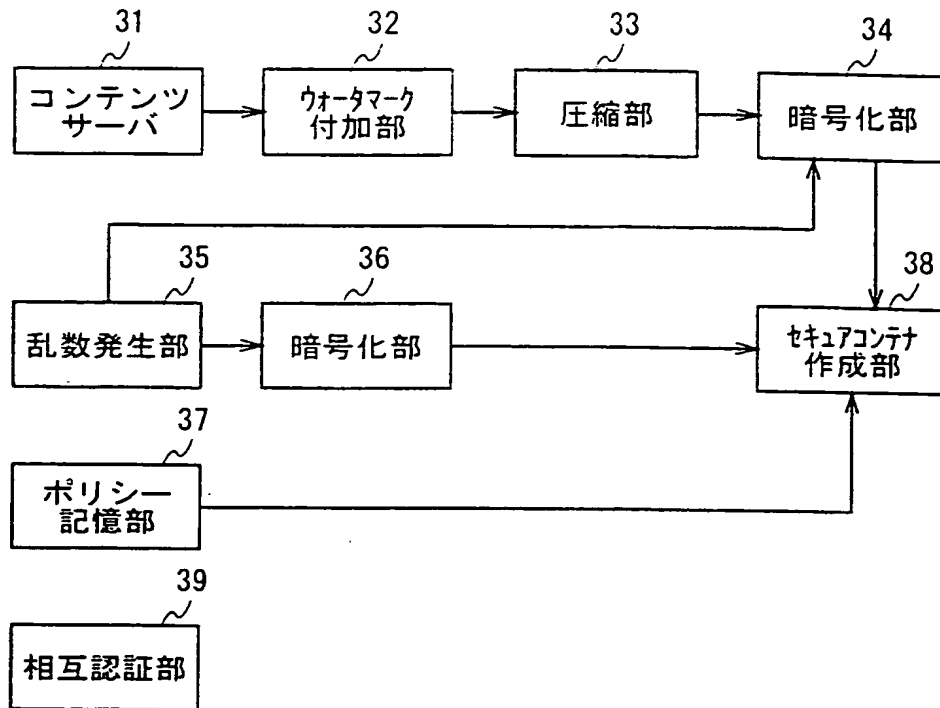 31
コンテンツ
サーバ
32
ウォータマーク
付加部
33
圧縮部
34
暗号化部
35
乱数発生部
36
暗号化部
38
セキュアコンテナ
作成部
37
ポリシー
記憶部
39
相互認証部